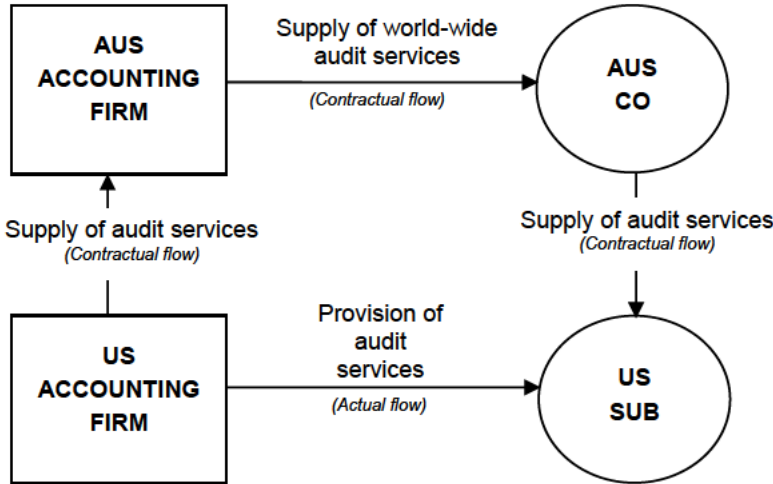 AUS
ACCOUNTING
FIRM
Supply of world-wide
audit services
(Contractual flow)
AUS
CO
Supply of audit services
(Contractual flow)
Supply of audit services
(Contractual flow)
US
ACCOUNTING
FIRM
Provision of
audit
services
(Actual flow)
US
SUB